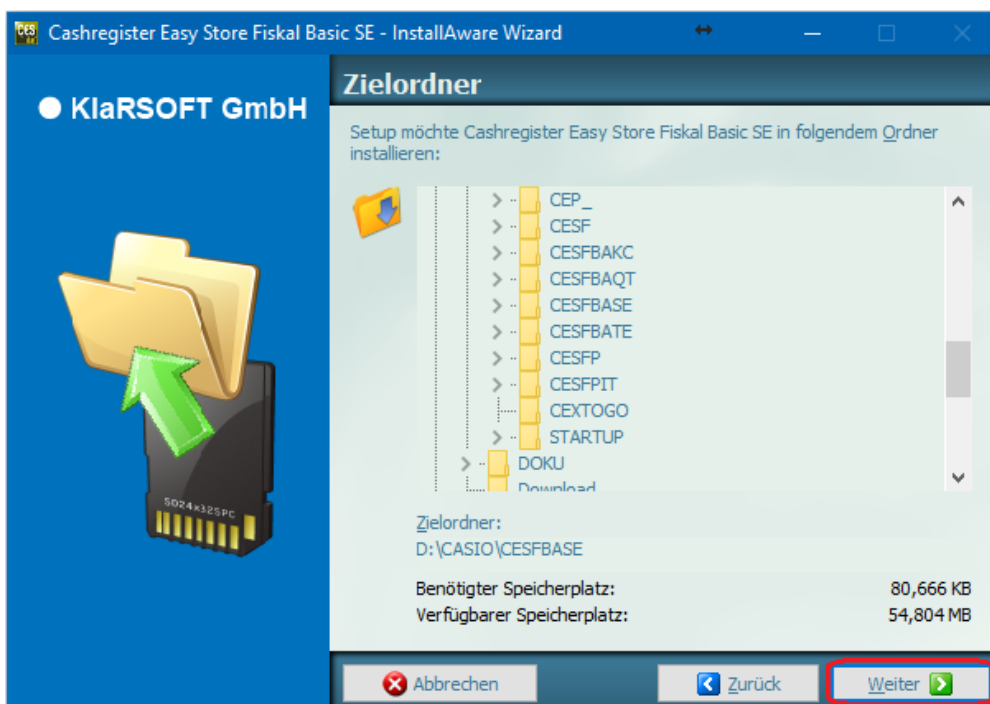 Cashregister Easy Store Fiskal Basic SE - InstallAware Wizard
KlaRSOFT GmbH
Zielordner
Setup möchte Cashregister Easy Store Fiskal Basic SE in folgendem Ordner
installieren:
CEP_
CESF
CESFBAKC
CESFBAQT
CESFBASE
CESFBATE
CESFP
CESFPIT
CEXTOGO
STARTUP
DOKU
Download
SO24x32SPC
Zielordner:
D:\CASIO\CESFBASE
Benötigter Speicherplatz: 80,666 KB
Verfügbarer Speicherplatz: 54,804 MB
Abbrechen Zurück Weiter